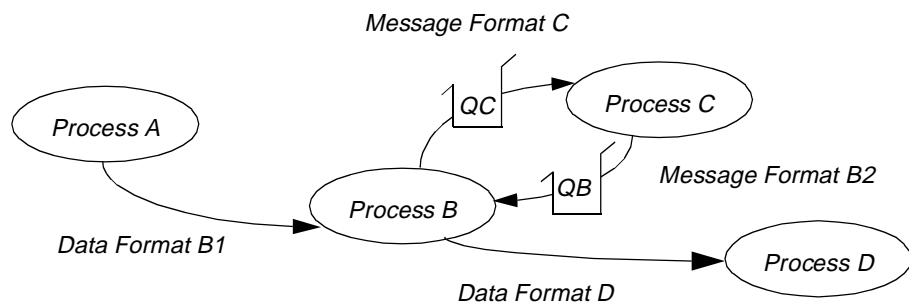 Message Format C
QC
Process C
Process A
QB
Message Format B2
Process B
Data Format B1
Process D
Data Format D